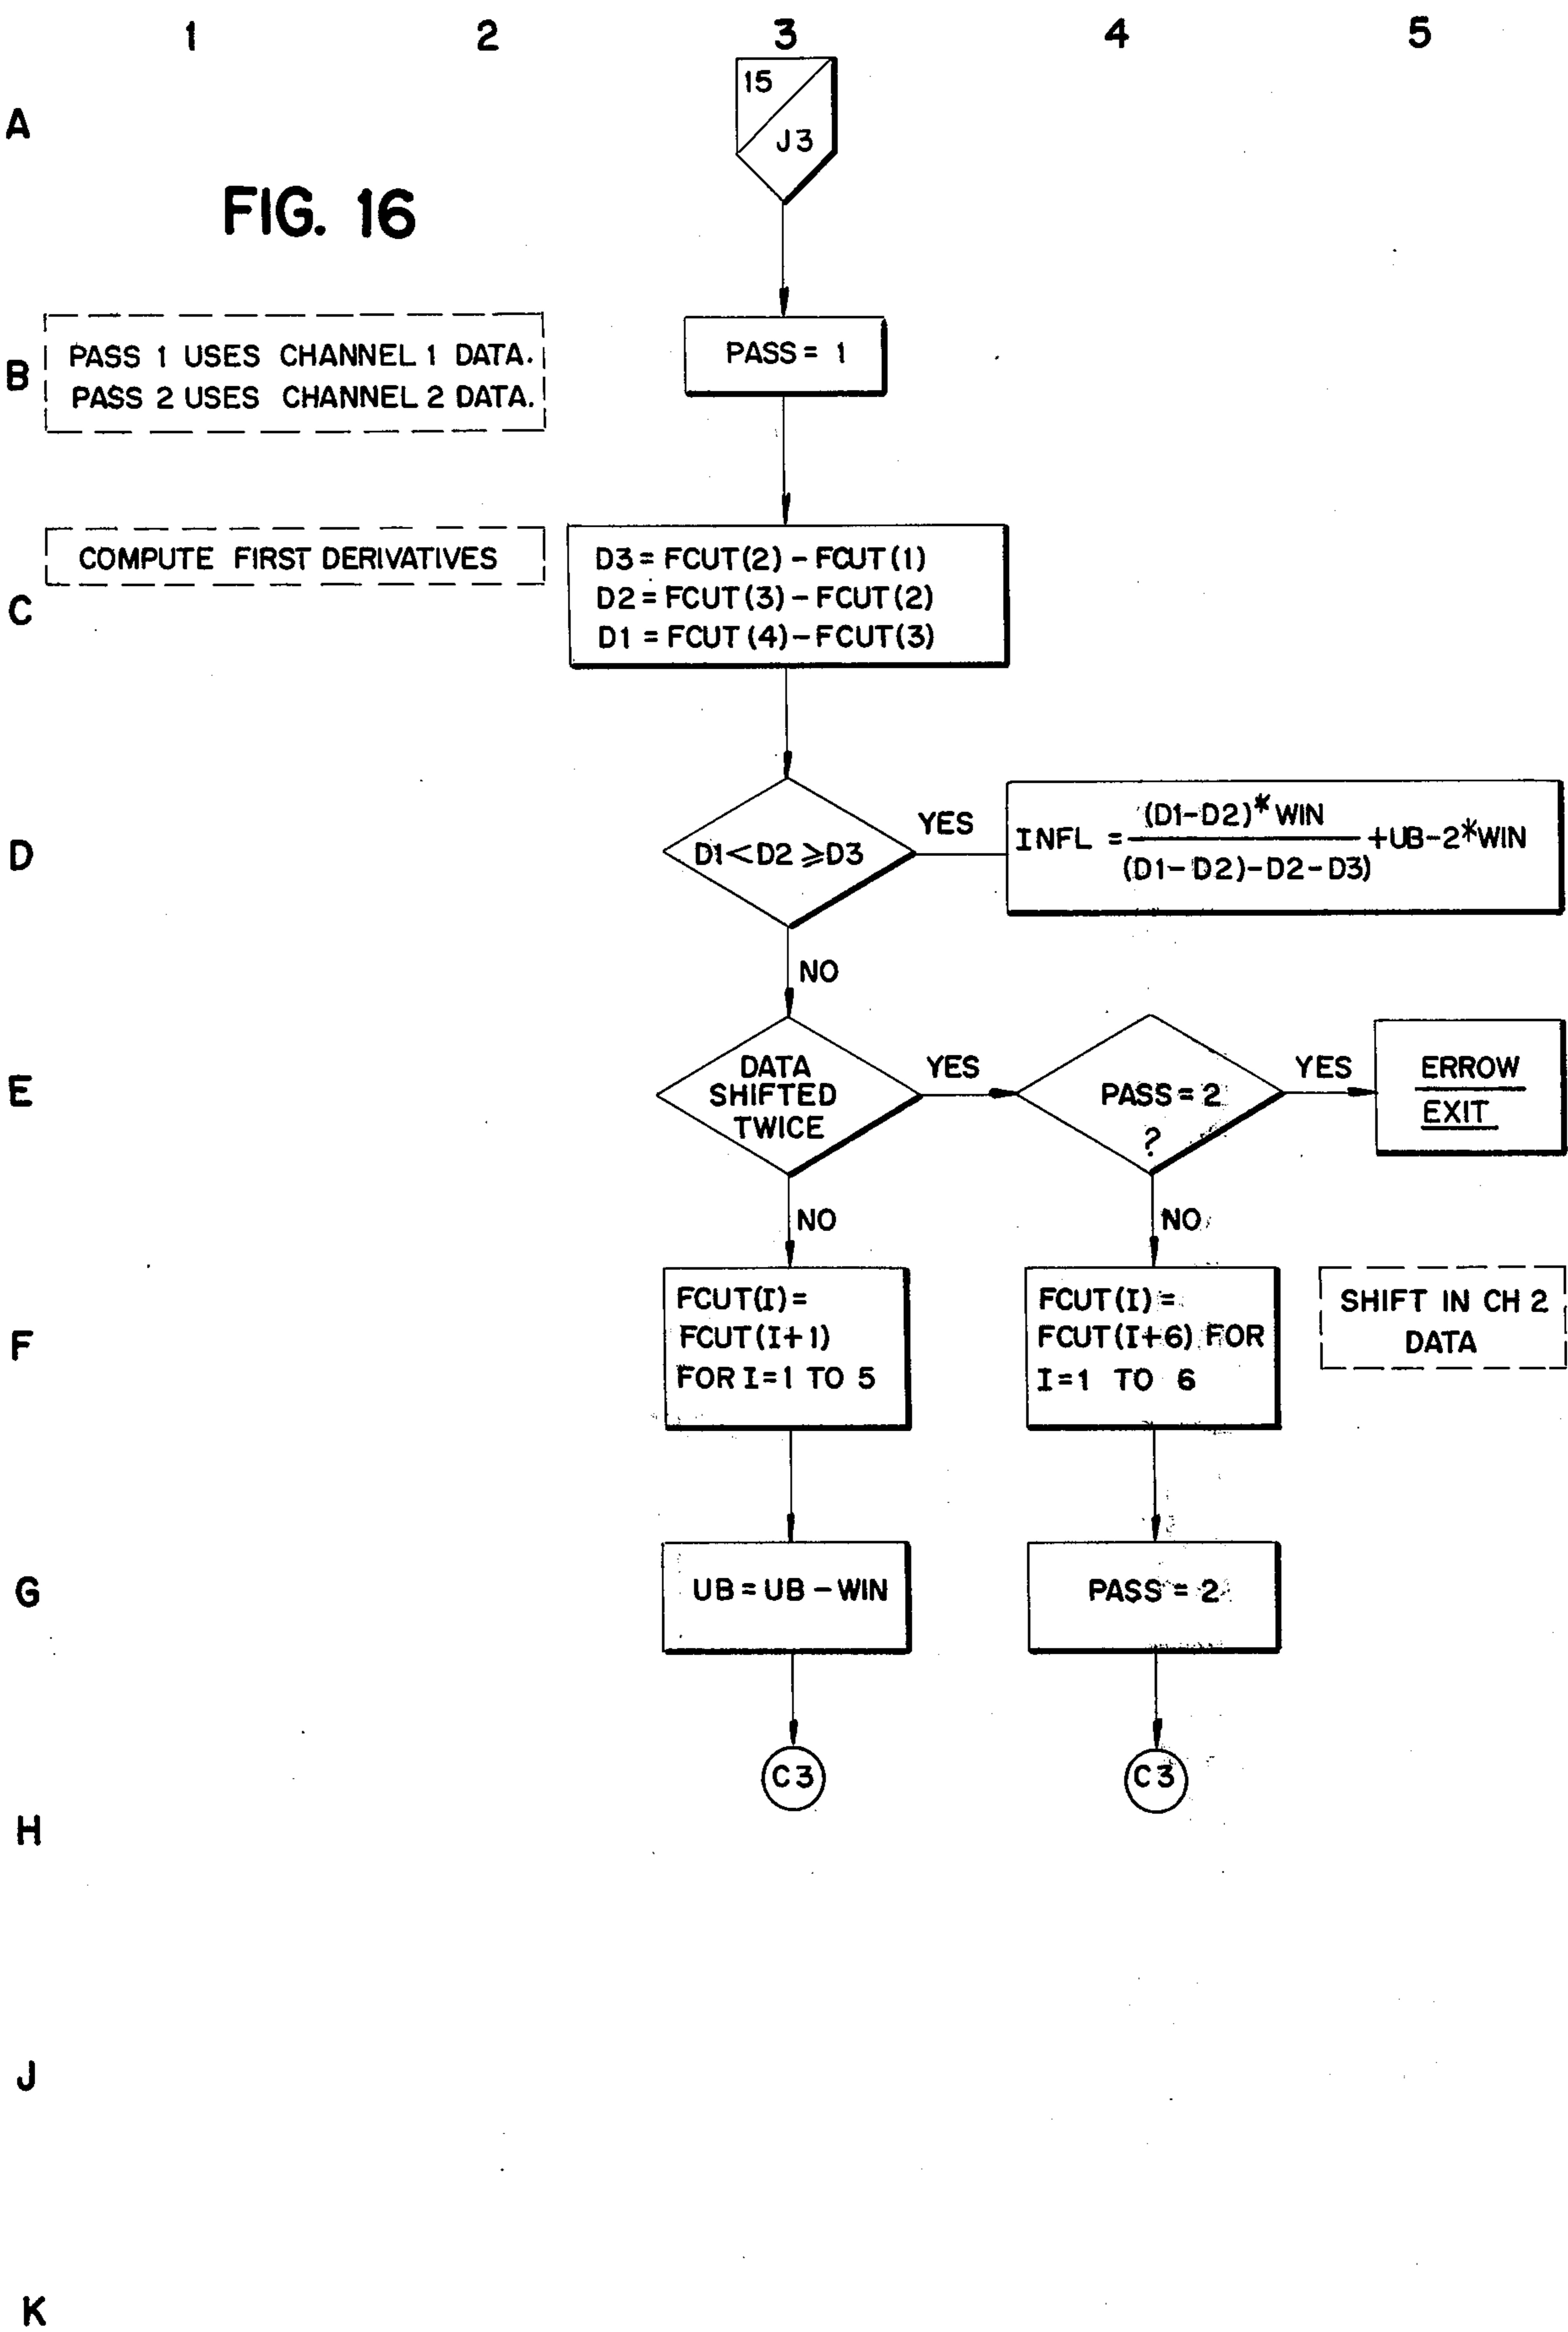 1 2 3 4 5
A
15
J3
FIG. 16
B
PASS 1 USES CHANNEL 1 DATA.
PASS 2 USES CHANNEL 2 DATA.
PASS = 1
C
COMPUTE FIRST DERIVATIVES
D3 = FCUT(2) - FCUT(1)
D2 = FCUT(3) - FCUT(2)
D1 = FCUT(4) - FCUT(3)
D
D1 < D2 ⩾ D3
YES
(D1-D2)* WIN
INFL = +UB-2*WIN
(D1-D2)-D2-D3)
NO
E
DATA
SHIFTED
TWICE
YES
PASS = 2
?
YES
ERROW
EXIT
NO
NO
F
FCUT(I) =
FCUT(I+1)
FOR I=1 TO 5
FCUT(I) =
FCUT(I+6) FOR
I=1 TO 6
SHIFT IN CH 2
DATA
G
UB = UB - WIN
PASS = 2
C3
C3
H
J
K